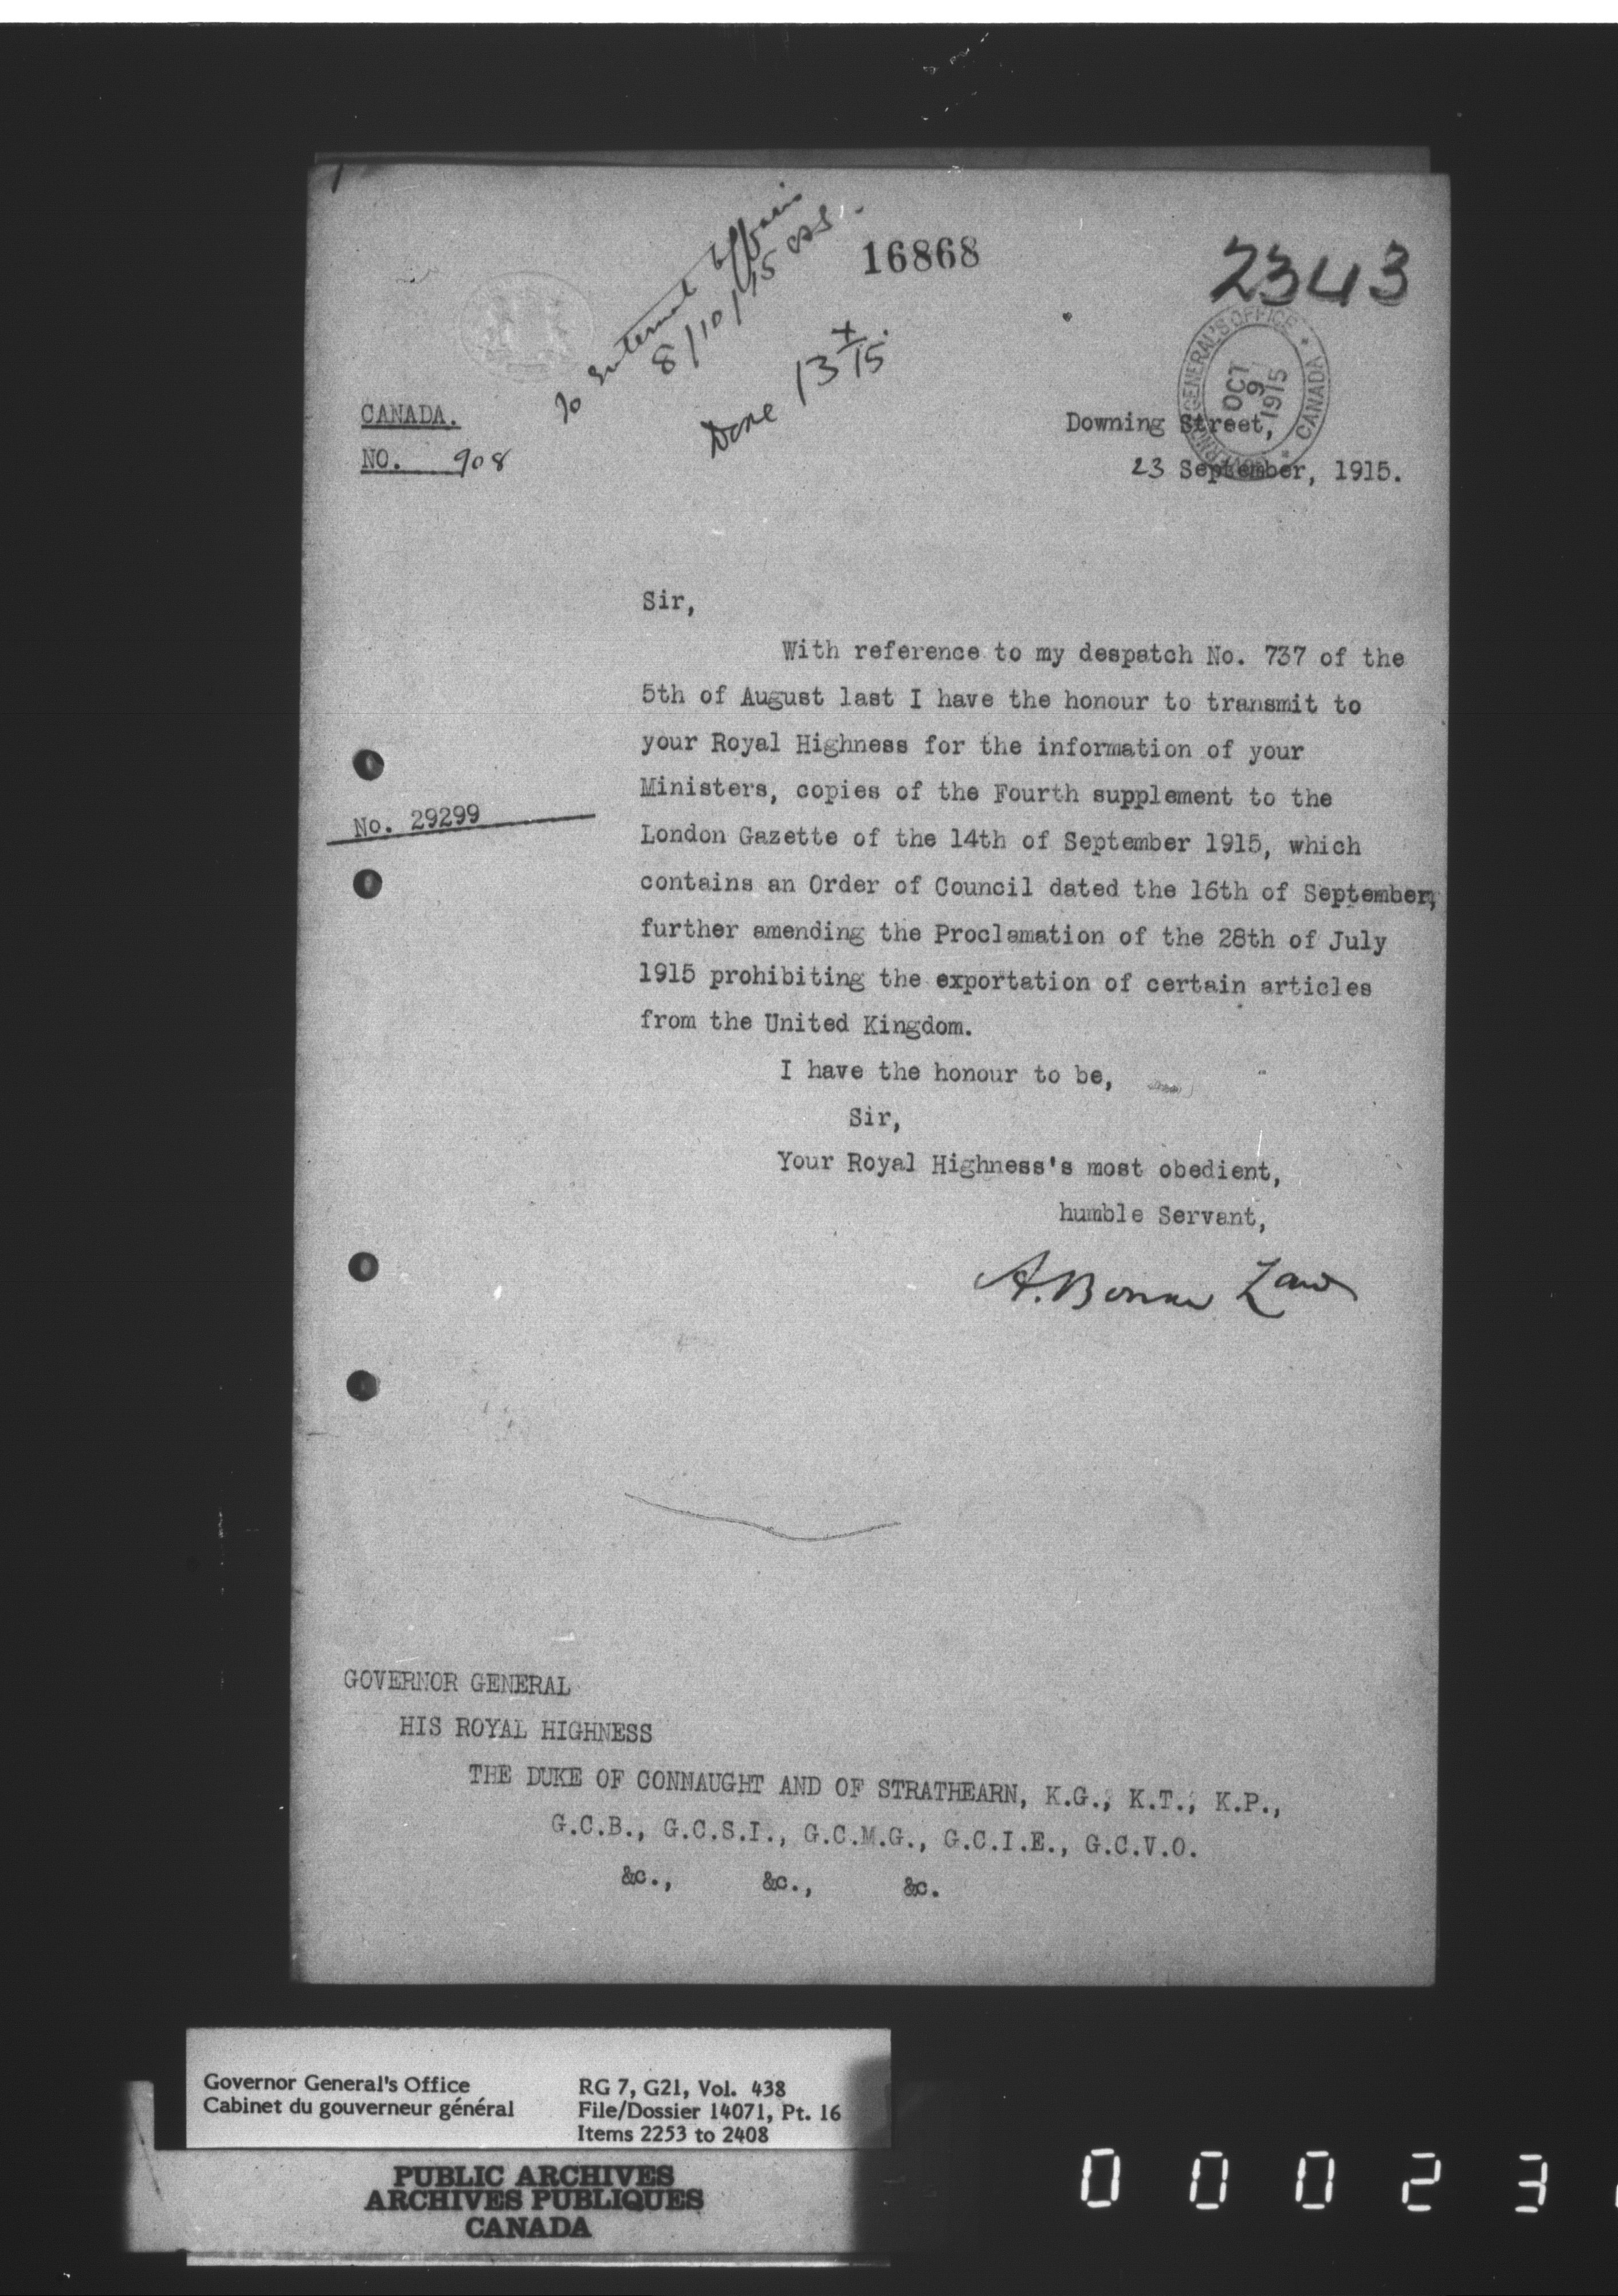 To External Affairs
8/10/15
16868
2343
Done 13 X/15.
GOVERNOR GENERAL'S OFFICE * CANADA *
OCT
9
1915
CANADA.
NO. 908
Downing Street,
23 September, 1915.
Sir,
With reference to my despatch No. 737 of the
5th of August last I have the honour to transmit to
your Royal Highness for the information of your
Ministers, copies of the Fourth supplement to the
No. 29299
London Gazette of the 14th of September 1915, which
contains an Order of Council dated the 16th of September,
further amending the Proclamation of the 28th of July
1915 prohibiting the exportation of certain articles
from the United Kingdom.
I have the honour to be,
Sir,
Your Royal Highness's most obedient,
humble Servant,
A. Bonar Law
GOVERNOR GENERAL
HIS ROYAL HIGHNESS
THE DUKE OF CONNAUGHT AND OF STRATHEARN, K.G., K.T., K.P.,
G.C.B., G.C.S.I., G.C.M.G., G.C.I.E., G.C.V.O.
&c., &c., &c.
Governor General's Office
Cabinet du gouverneur général
RG 7, G21, Vol. 438
File/Dossier 14071, Pt. 16
Items 2253 to 2408
PUBLIC ARCHIVES
ARCHIVES PUBLIQUES
CANADA
0 0 0 2 3